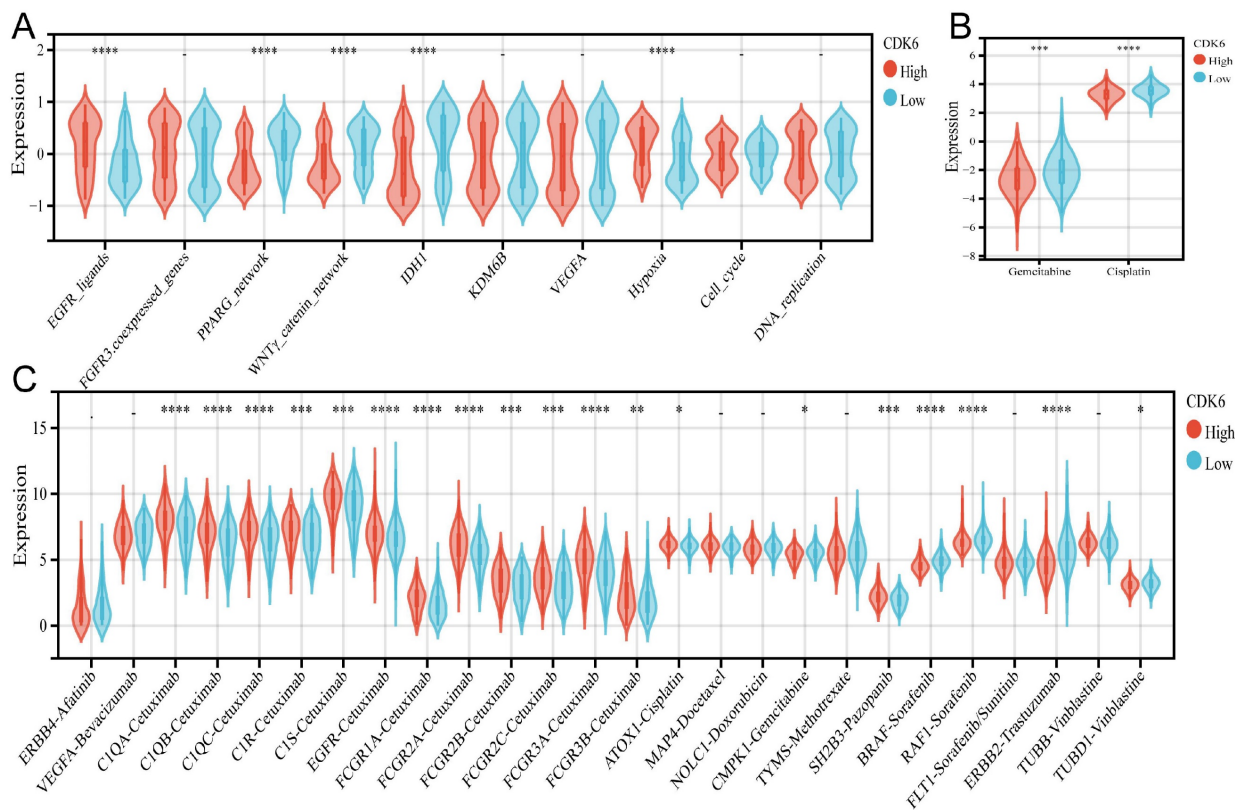 A
B
Expression
2
1
0
−1
****
-
****
****
****
-
-
****
-
-
CDK6
High
Low
EGFR_ligands
FGFR3.coexpressed_genes
PPARG_network
WNTγ_catenin_network
IDH1
KDM6B
VEGFA
Hypoxia
Cell_cycle
DNA_replication
Expression
6
4
2
0
−2
−4
−6
−8
***
****
CDK6
High
Low
Gemcitabine
Cisplatin
C
Expression
15
10
5
0
-
-
****
****
****
***
***
****
****
****
***
***
****
**
*
-
-
*
-
***
****
****
-
****
-
*
CDK6
High
Low
ERBB4-Afatinib
VEGFA-Bevacizumab
C1QA-Cetuximab
C1QB-Cetuximab
C1QC-Cetuximab
C1R-Cetuximab
C1S-Cetuximab
EGFR-Cetuximab
FCGR1A-Cetuximab
FCGR2A-Cetuximab
FCGR2B-Cetuximab
FCGR2C-Cetuximab
FCGR3A-Cetuximab
FCGR3B-Cetuximab
ATOX1-Cisplatin
MAP4-Docetaxel
NOLC1-Doxorubicin
CMPK1-Gemcitabine
TYMS-Methotrexate
SH2B3-Pazopanib
BRAF-Sorafenib
RAF1-Sorafenib
FLT1-Sorafenib/Sunitinib
ERBB2-Trastuzumab
TUBB-Vinblastine
TUBD1-Vinblastine